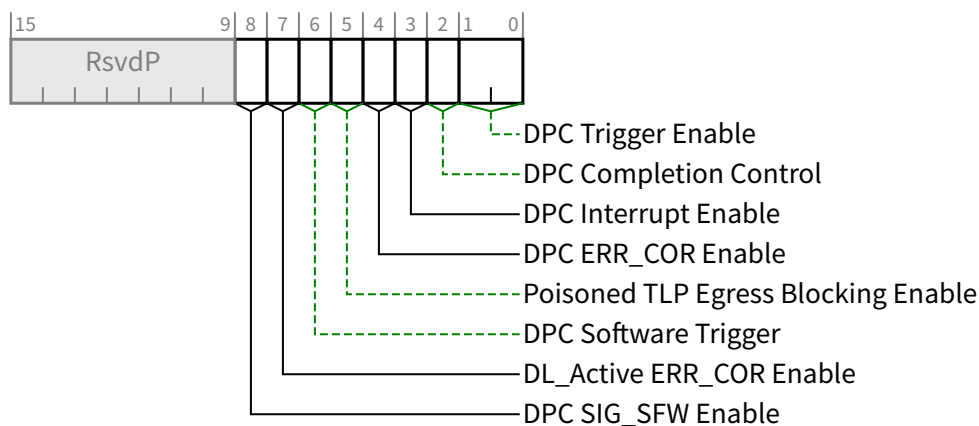 15 9 8 7 6 5 4 3 2 1 0
RsvdP
DPC Trigger Enable
DPC Completion Control
DPC Interrupt Enable
DPC ERR_COR Enable
Poisoned TLP Egress Blocking Enable
DPC Software Trigger
DL_Active ERR_COR Enable
DPC SIG_SFW Enable